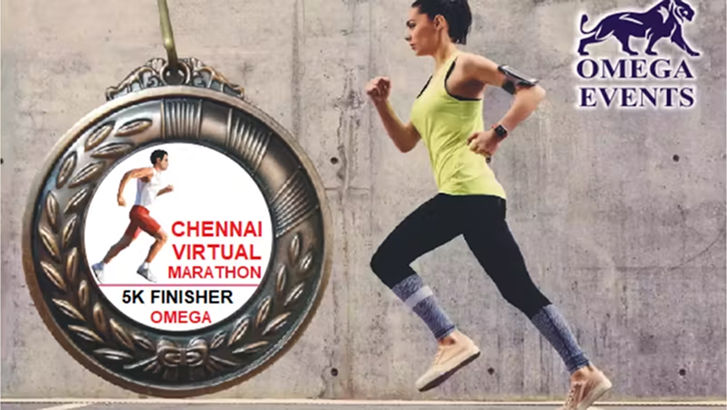 CHENNAI
VIRTUAL
MARATHON
5K FINISHER
OMEGA
OMEGA
EVENTS